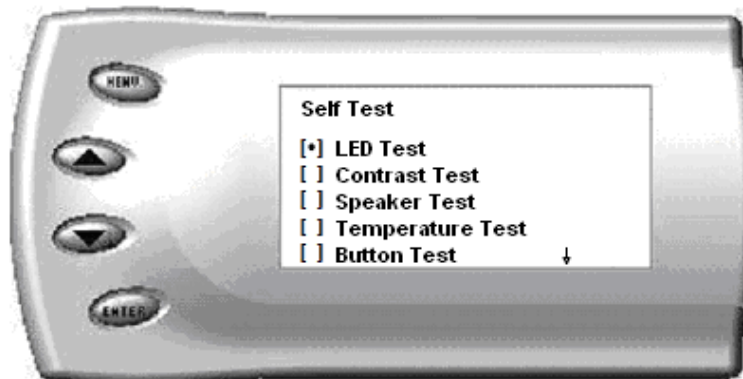 MENU
Self Test
[•] LED Test
[ ] Contrast Test
[ ] Speaker Test
[ ] Temperature Test
[ ] Button Test ↓
ENTER